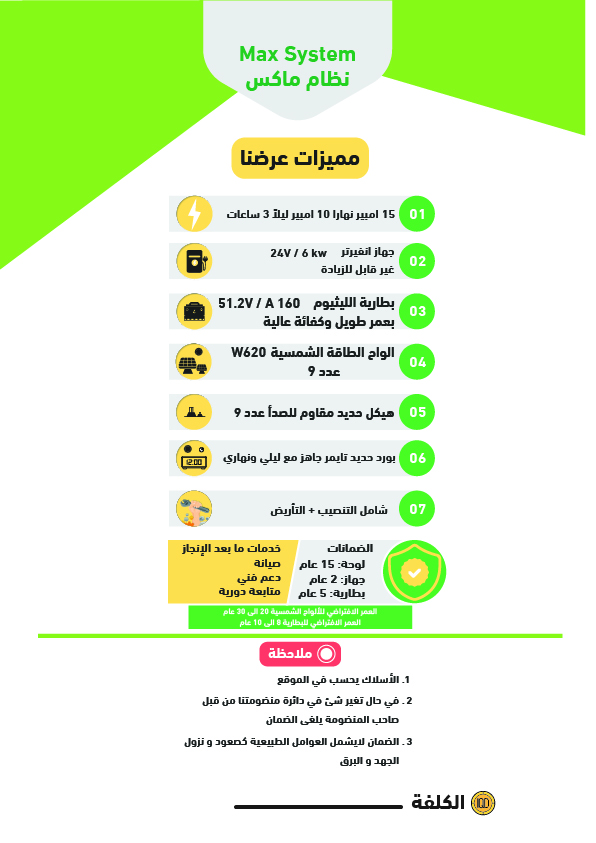 Max System
نظام ماكس
مميزات عرضنا
01 15 امبير نهارا 10 امبير ليلاً 3 ساعات
02 جهاز انفيرتر 24V / 6 kw
غير قابل للزيادة
03 بطارية الليثيوم 51.2V / A 160
بعمر طويل وكفائة عالية
04 الواح الطاقة الشمسية W620
عدد 9
05 هيكل حديد مقاوم للصدأ عدد 9
06 بورد حديد تايمر جاهز مع ليلي ونهاري
12:00
07 شامل التنصيب + التأريض
الضمانات
لوحة: 15 عام
جهاز: 2 عام
بطارية: 5 عام
خدمات ما بعد الإنجاز
صيانة
دعم فني
متابعة دورية
العمر الافتراضي للألواح الشمسية 20 الى 30 عام
العمر الافتراضي للبطارية 8 الى 10 عام
ملاحظة
1. الأسلاك يحسب في الموقع
2. في حال تغير شئ في دائرة منضومتنا من قبل
صاحب المنضومة يلغى الضمان
3. الضمان لايشمل العوامل الطبيعية كصعود و نزول
الجهد و البرق
الكلفة
IQD